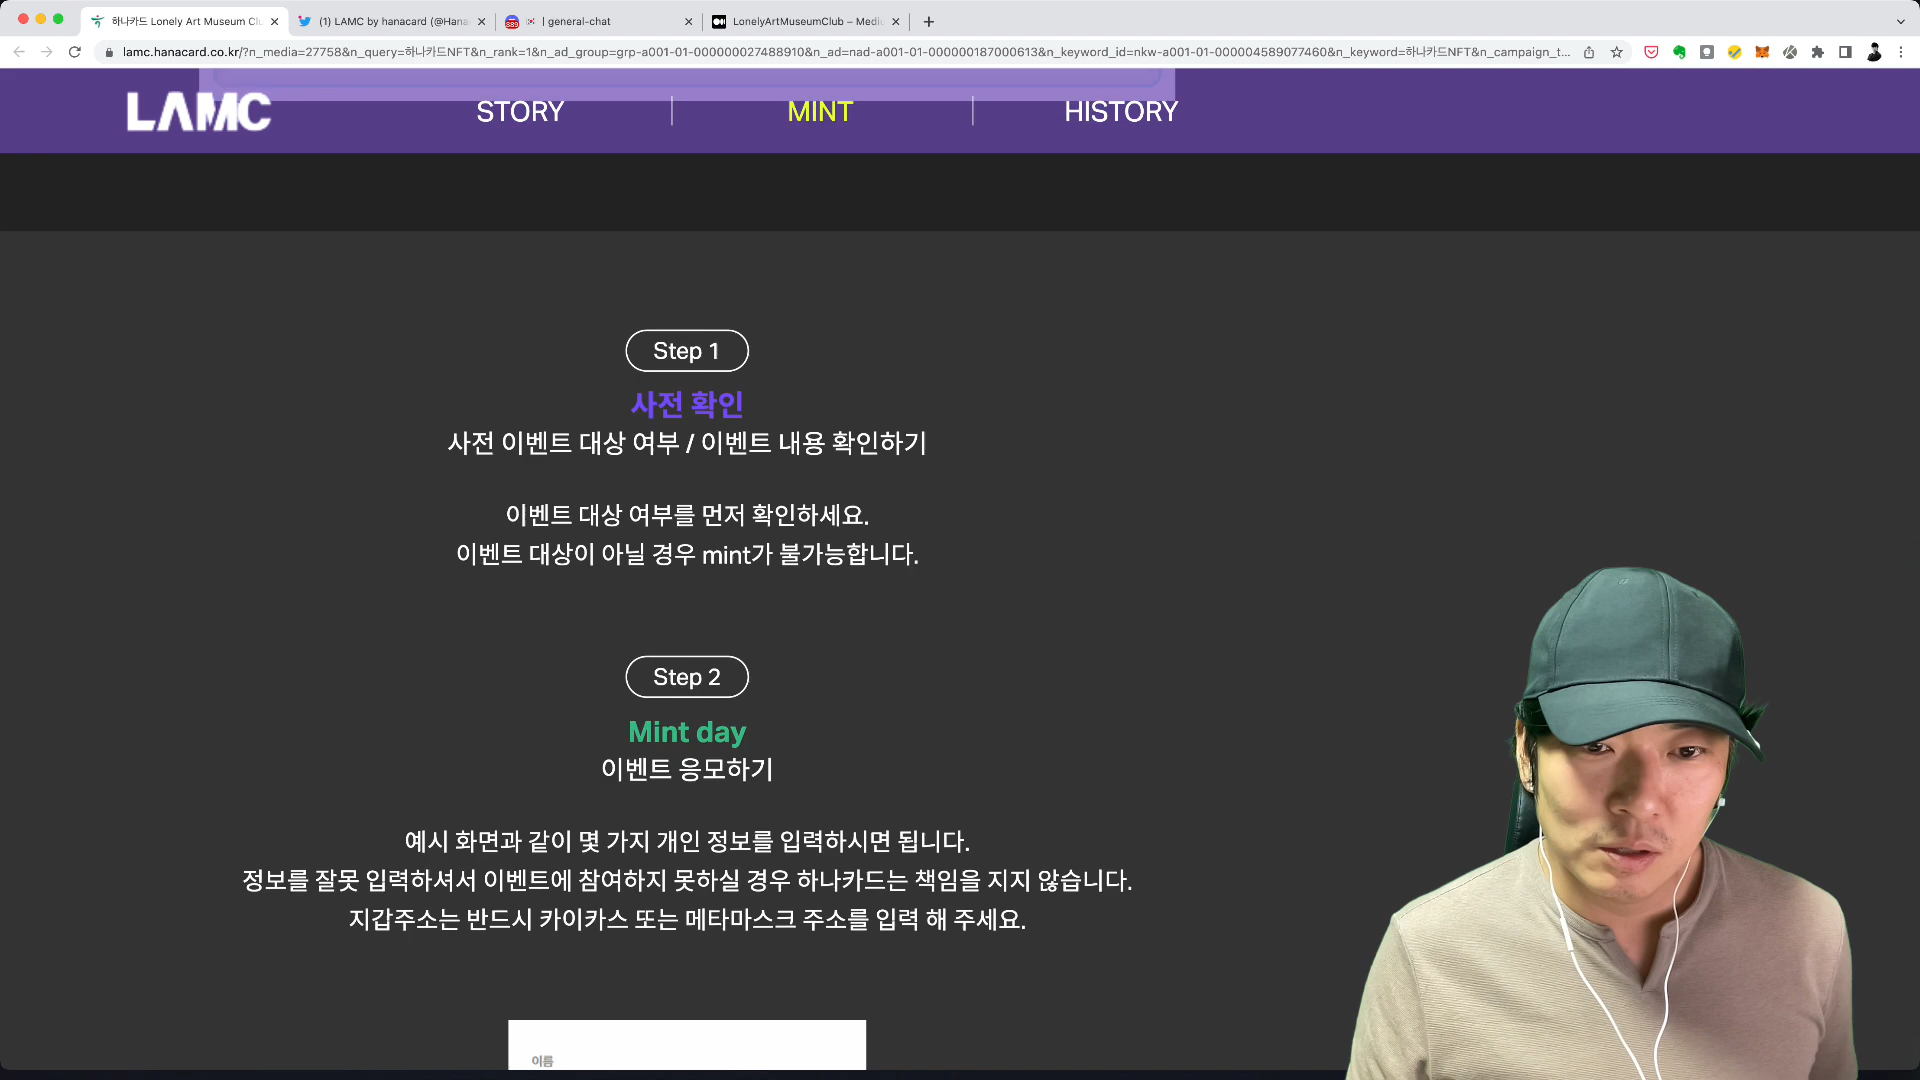 하나카드 Lonely Art Museum Clu
(1) LAMC by hanacard (@Hana
| general-chat
LonelyArtMuseumClub – Mediu
lamc.hanacard.co.kr/?n_media=27758&n_query=하나카드NFT&n_rank=1&n_ad_group=grp-a001-01-000000027488910&n_ad=nad-a001-01-000000187000613&n_keyword_id=nkw-a001-01-000004589077460&n_keyword=하나카드NFT&n_campaign_t...
LAMC
STORY
MINT
HISTORY
Step 1
사전 확인
사전 이벤트 대상 여부 / 이벤트 내용 확인하기
이벤트 대상 여부를 먼저 확인하세요.
이벤트 대상이 아닐 경우 mint가 불가능합니다.
Step 2
Mint day
이벤트 응모하기
예시 화면과 같이 몇 가지 개인 정보를 입력하시면 됩니다.
정보를 잘못 입력하셔서 이벤트에 참여하지 못하실 경우 하나카드는 책임을 지지 않습니다.
지갑주소는 반드시 카이카스 또는 메타마스크 주소를 입력 해 주세요.
이름